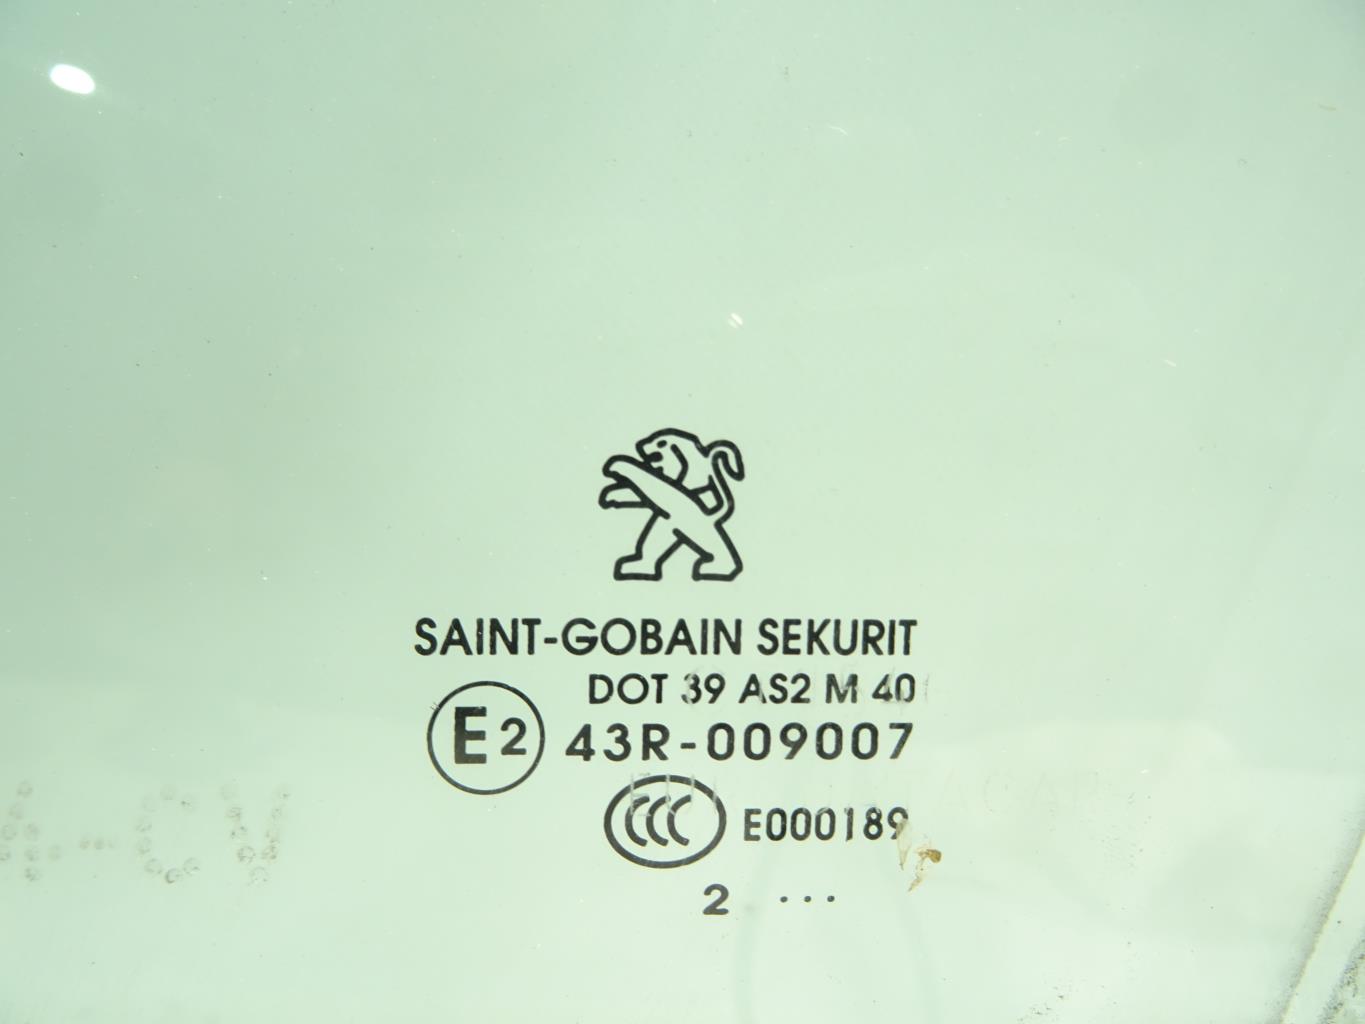 SAINT-GOBAIN SEKURIT
DOT 39 AS2 M 40
E2 43R-009007
CCC E000189
2 ...